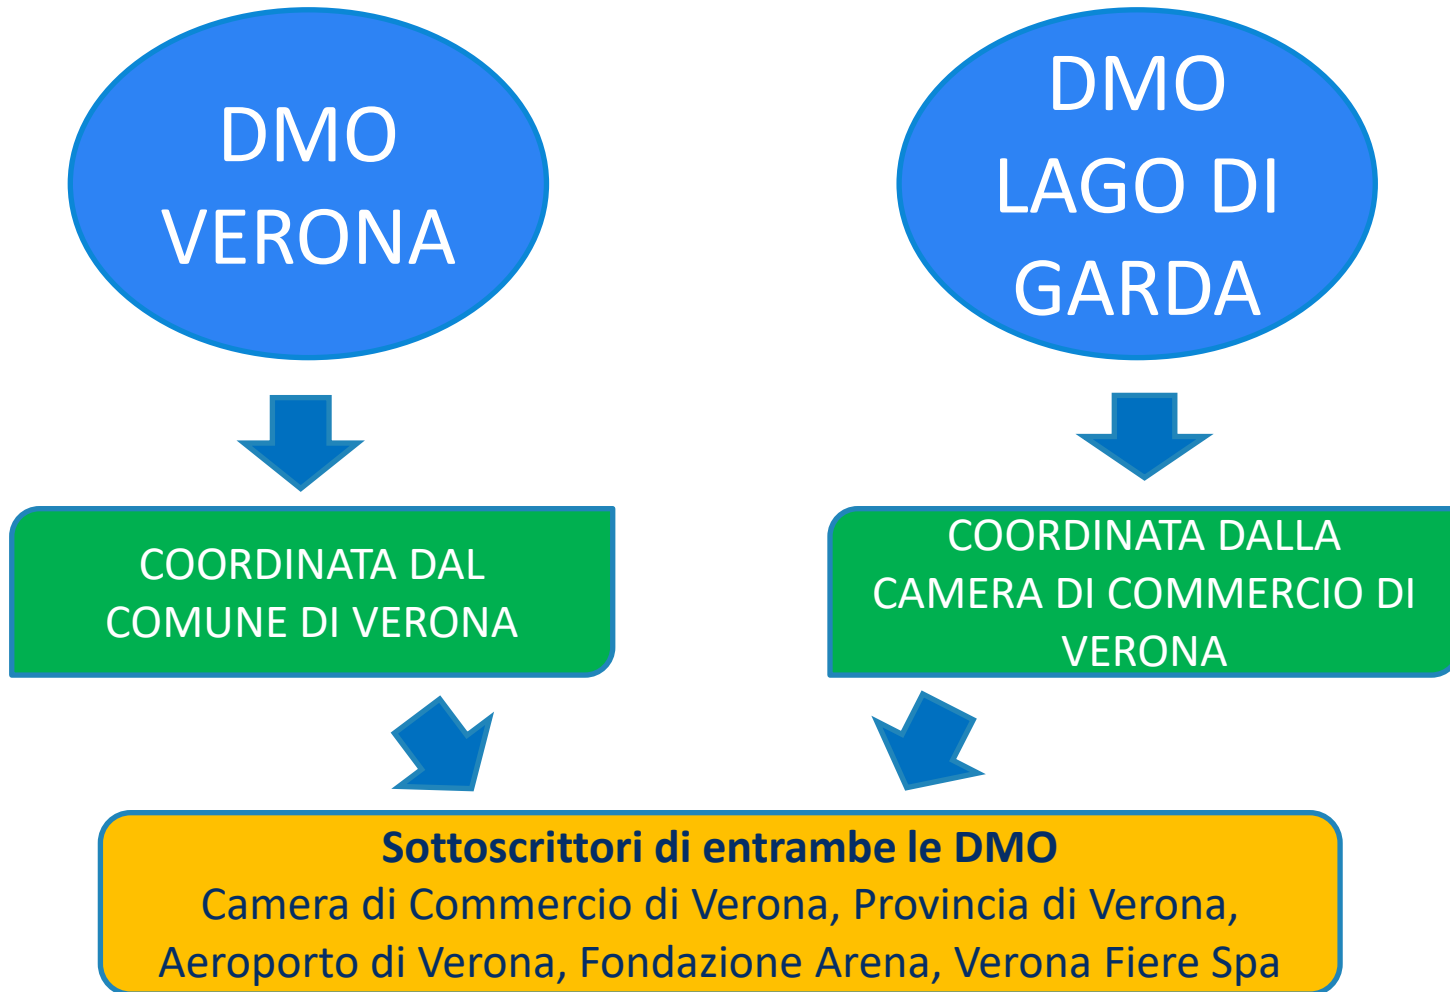 DMO
VERONA
DMO
LAGO DI
GARDA
COORDINATA DAL
COMUNE DI VERONA
COORDINATA DALLA
CAMERA DI COMMERCIO DI
VERONA
Sottoscrittori di entrambe le DMO
Camera di Commercio di Verona, Provincia di Verona,
Aeroporto di Verona, Fondazione Arena, Verona Fiere Spa